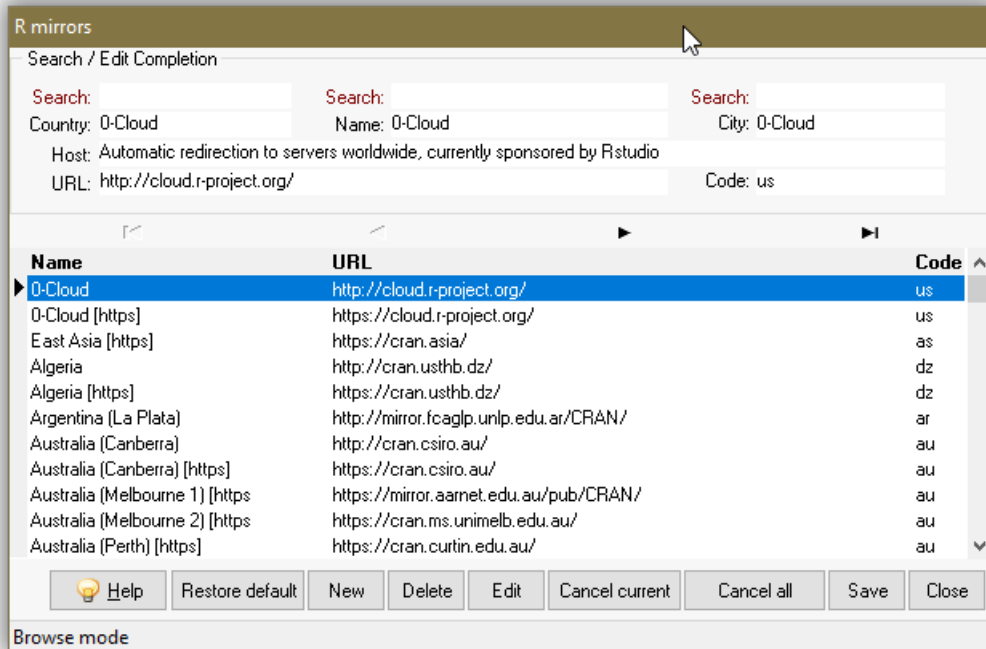 R mirrors
Search / Edit Completion
Search: Search: Search:
Country: 0-Cloud Name: 0-Cloud City: 0-Cloud
Host: Automatic redirection to servers worldwide, currently sponsored by Rstudio
URL: http://cloud.r-project.org/ Code: us
Name URL Code
0-Cloud http://cloud.r-project.org/ us
0-Cloud [https] https://cloud.r-project.org/ us
East Asia [https] https://cran.asia/ as
Algeria http://cran.usthb.dz/ dz
Algeria [https] https://cran.usthb.dz/ dz
Argentina (La Plata) http://mirror.fcaglp.unlp.edu.ar/CRAN/ ar
Australia (Canberra) http://cran.csiro.au/ au
Australia (Canberra) [https] https://cran.csiro.au/ au
Australia (Melbourne 1) [https https://mirror.aarnet.edu.au/pub/CRAN/ au
Australia (Melbourne 2) [https https://cran.ms.unimelb.edu.au/ au
Australia (Perth) [https] https://cran.curtin.edu.au/ au
Help Restore default New Delete Edit Cancel current Cancel all Save Close
Browse mode